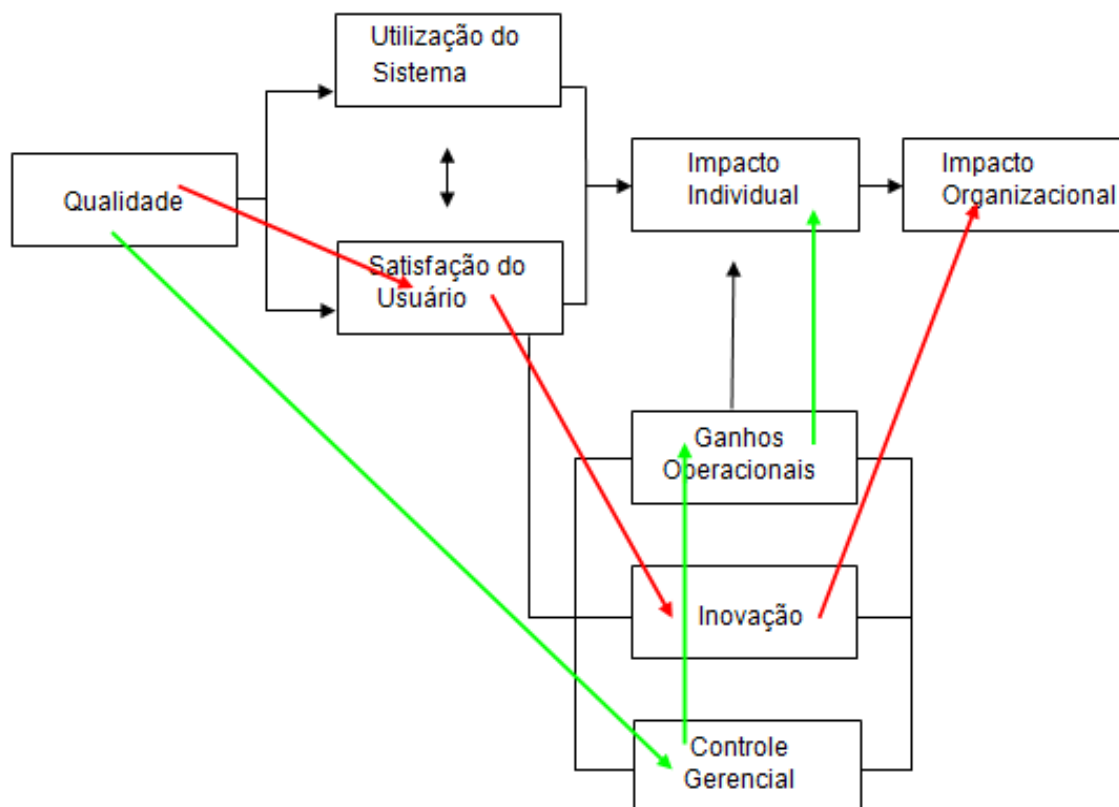 Utilização do
Sistema
Qualidade
Satisfação do
Usuário
Impacto
Individual
Impacto
Organizacional
Ganhos
Operacionais
Inovação
Controle
Gerencial